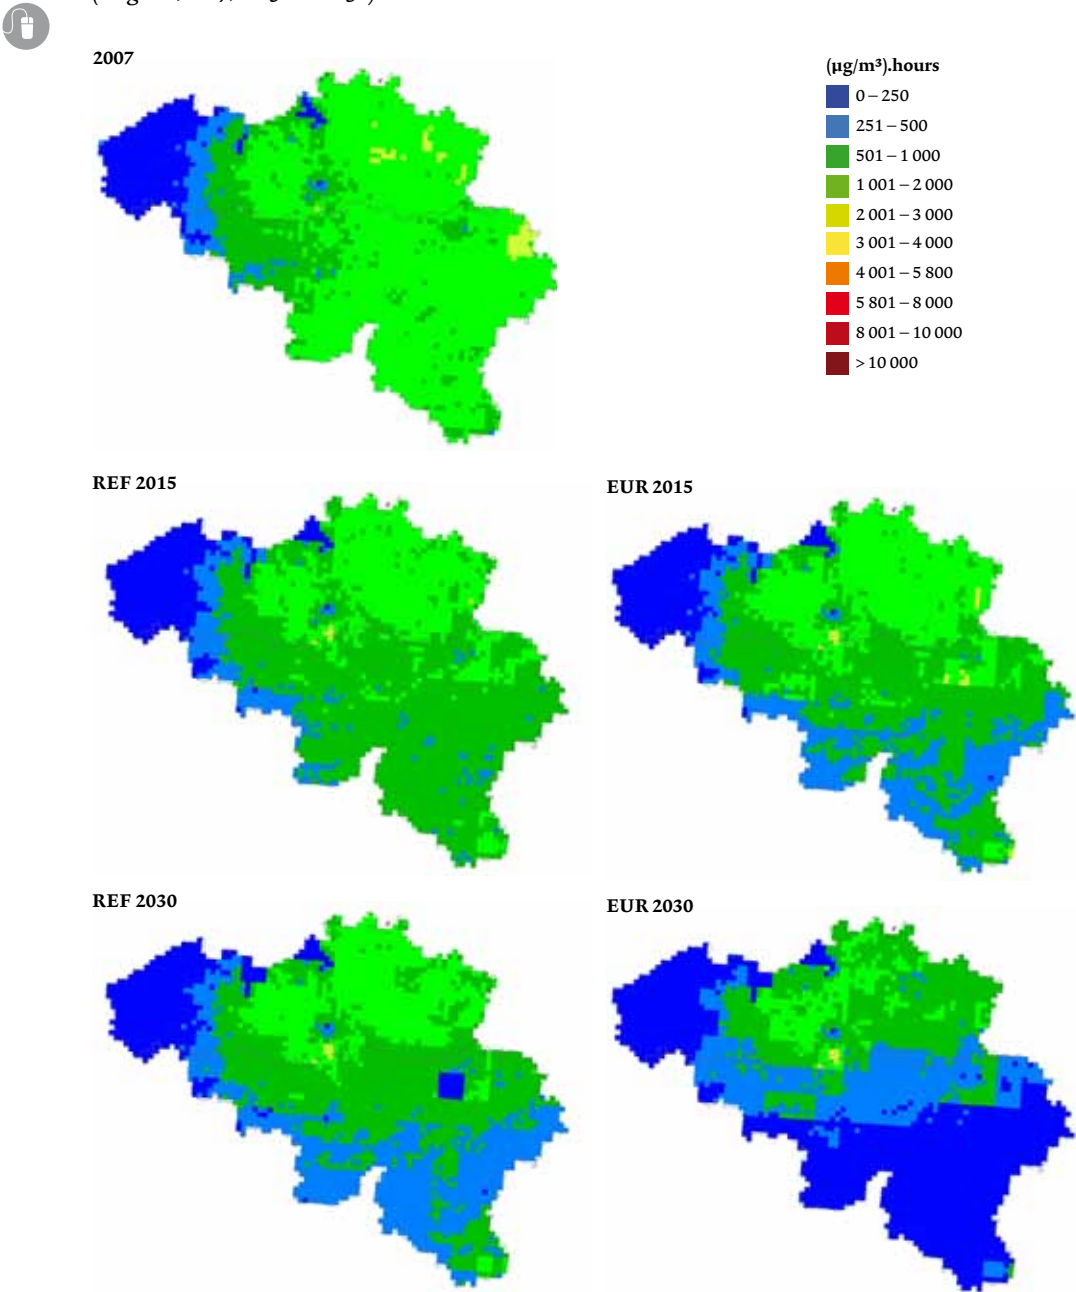 2007
(µg/m³).hours
0 – 250
251 – 500
501 – 1 000
1 001 – 2 000
2 001 – 3 000
3 001 – 4 000
4 001 – 5 800
5 801 – 8 000
8 001 – 10 000
> 10 000
REF 2015
EUR 2015
REF 2030
EUR 2030